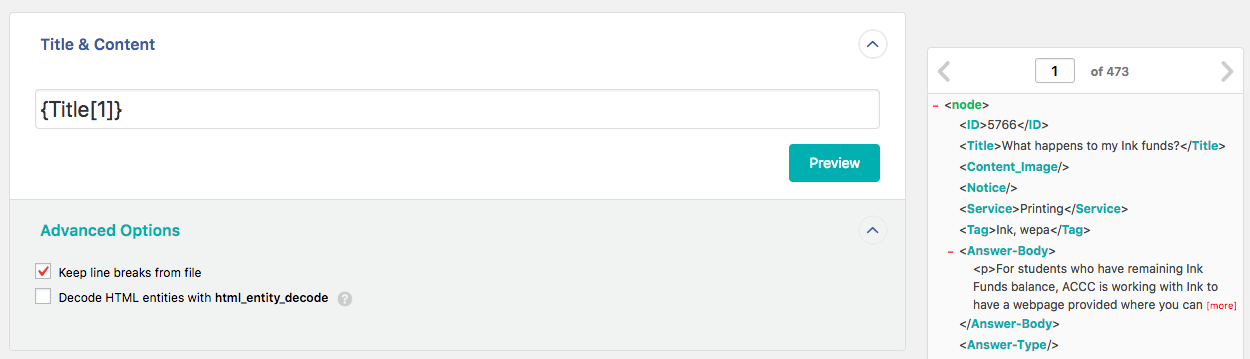 Title & Content
{Title[1]}
Preview
Advanced Options
Keep line breaks from file
Decode HTML entities with html_entity_decode
?
1 of 473
<node>
<ID>5766</ID>
<Title>What happens to my Ink funds?</Title>
<Content_Image/>
<Notice/>
<Service>Printing</Service>
<Tag>Ink, wepa</Tag>
<Answer-Body>
<p>For students who have remaining Ink
Funds balance, ACCC is working with Ink to
have a webpage provided where you can [more]
</Answer-Body>
<Answer-Type/>